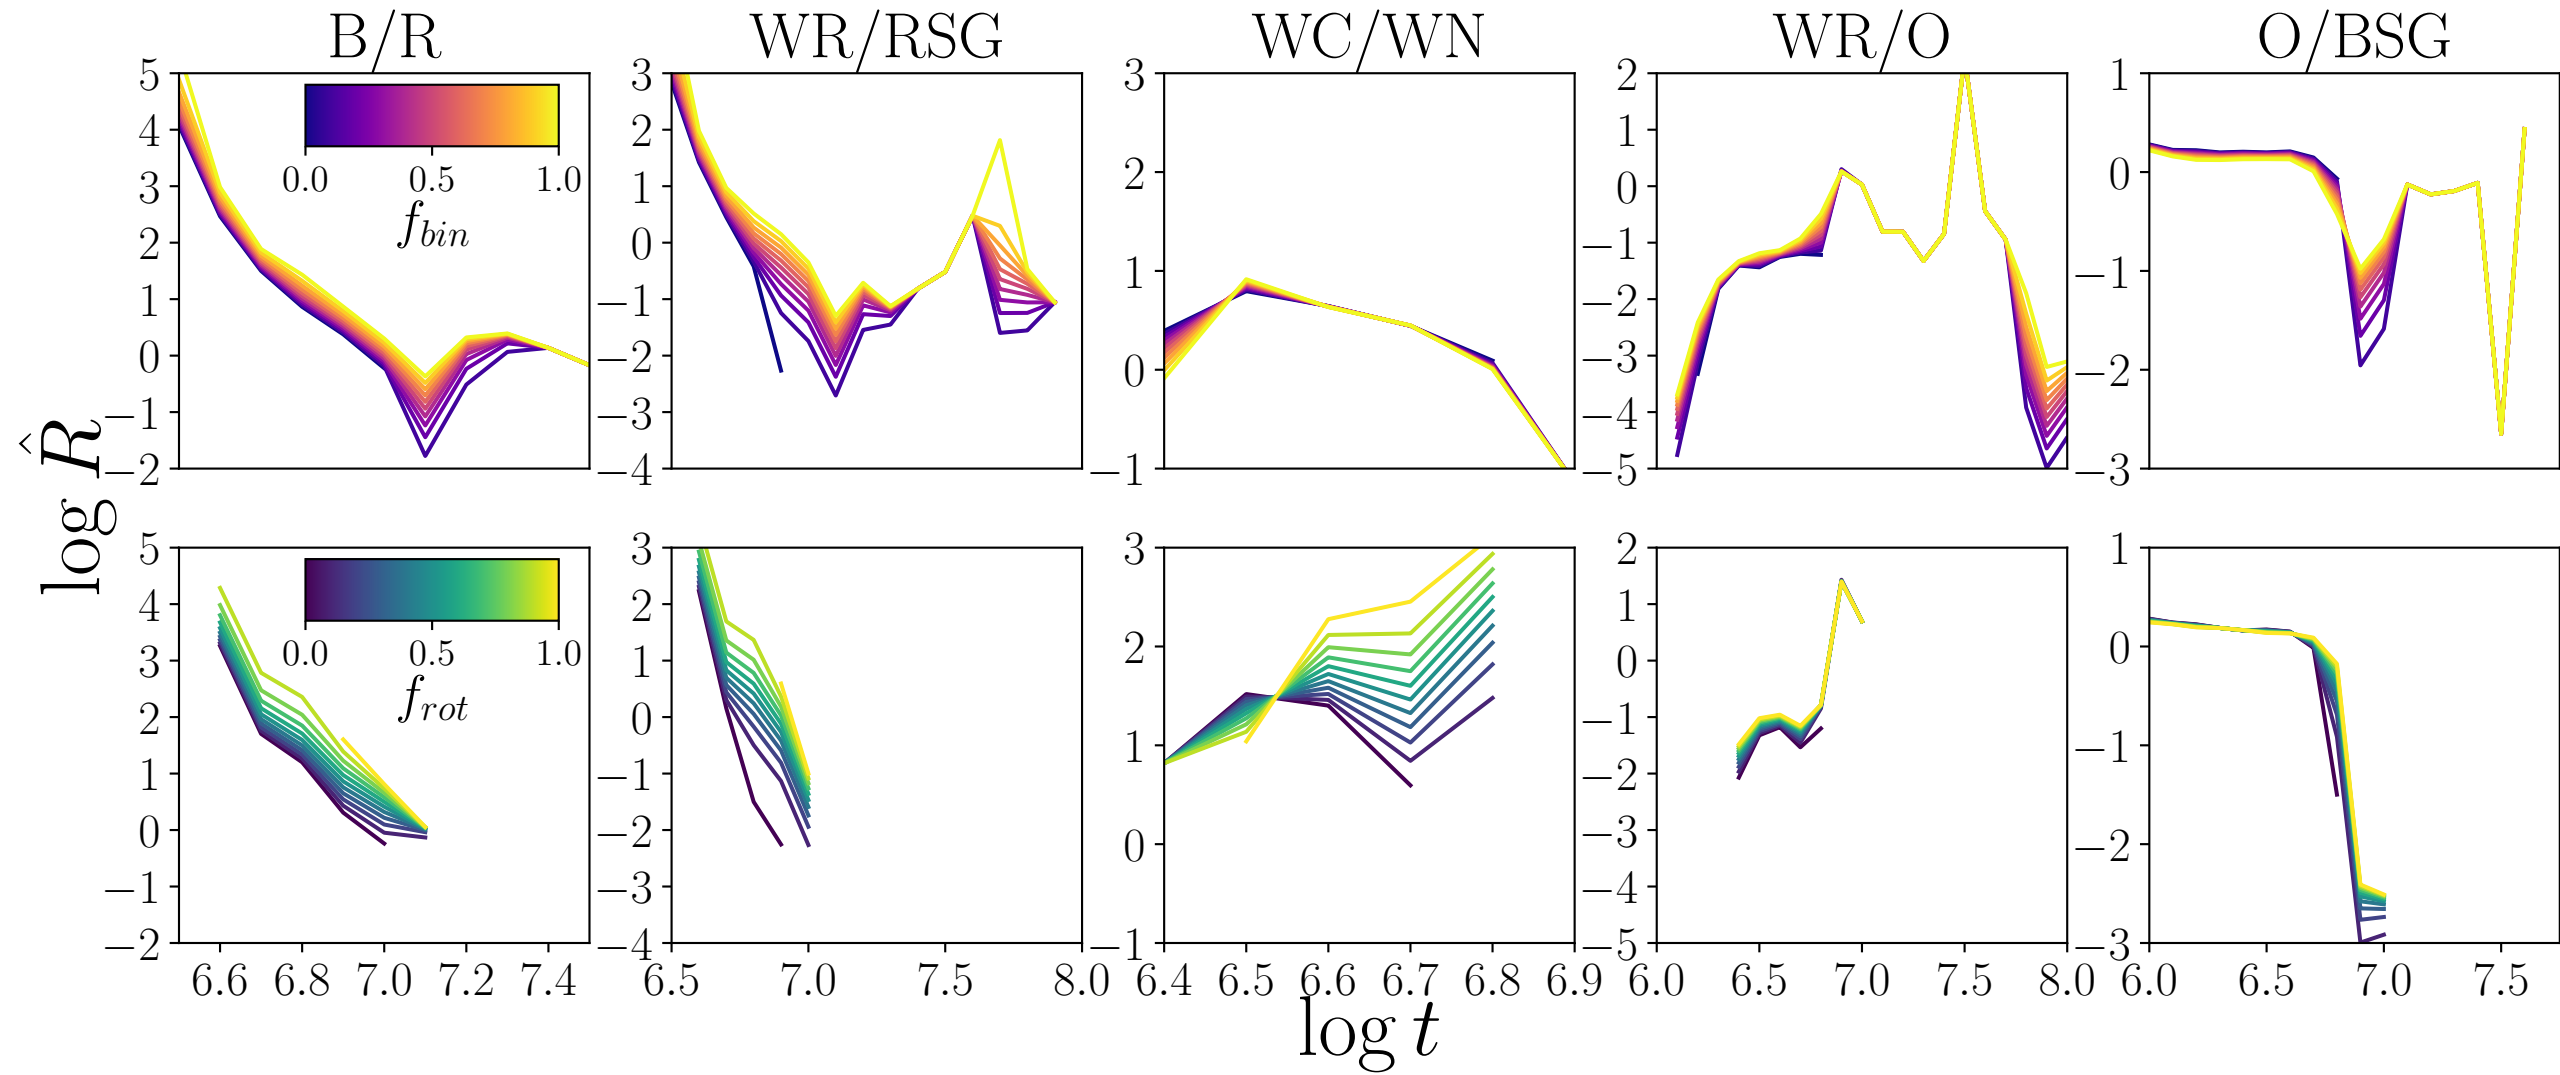 B/R WR/RSG WC/WN WR/O O/BSG
5 4 3 2 1 0 −1 −2
0.0 0.5 1.0
f_bin
3 2 1 0 −1 −2 −3 −4
3 2 1 0 −1
2 1 0 −1 −2 −3 −4 −5
1 0 −1 −2 −3
log R̂
5 4 3 2 1 0 −1 −2
0.0 0.5 1.0
f_rot
3 2 1 0 −1 −2 −3 −4
3 2 1 0 −1
2 1 0 −1 −2 −3 −4 −5
1 0 −1 −2 −3
6.6 6.8 7.0 7.2 7.4
6.5 7.0 7.5 8.0
6.4 6.5 6.6 6.7 6.8 6.9
6.0 6.5 7.0 7.5 8.0
6.0 6.5 7.0 7.5
log t